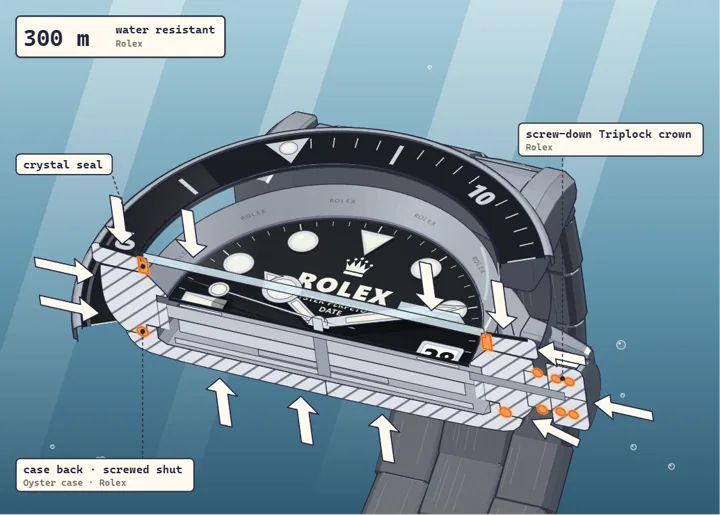 300 m
water resistant
Rolex
screw-down Triplock crown
Rolex
crystal seal
10
ROLEX
ROLEX
ROLEX
ROLEX
ROLEX
OYSTER PERPETUAL
DATE
28
case back · screwed shut
Oyster case · Rolex